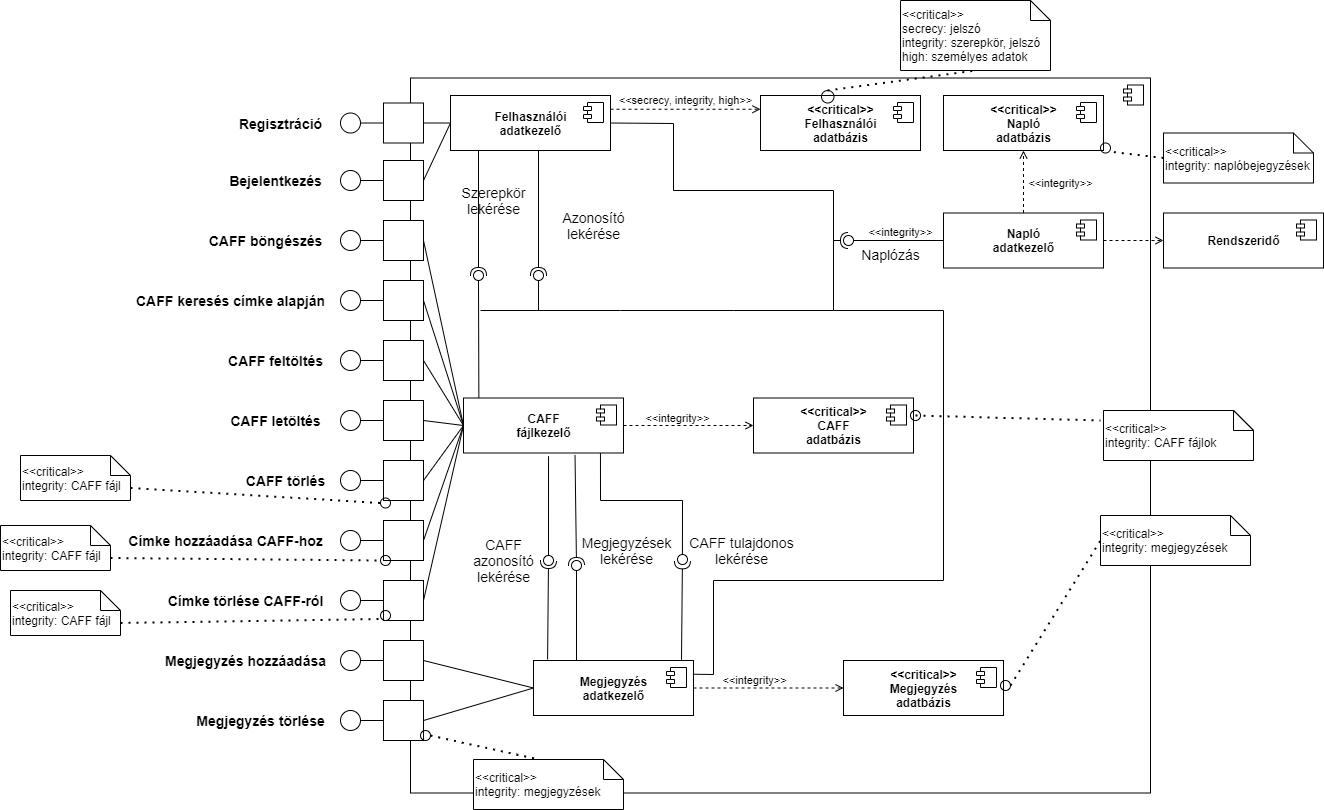 <<critical>>
secrecy: jelszó
integrity: szerepkör, jelszó
high: személyes adatok
Regisztráció
Felhasználói
adatkezelő
<<secrecy, integrity, high>>
<<critical>>
Felhasználói
adatbázis
<<critical>>
Napló
adatbázis
<<critical>>
integrity: naplóbejegyzések
Bejelentkezés
Szerepkör
lekérése
Azonosító
lekérése
<<integrity>>
CAFF böngészés
<<integrity>>
Naplózás
Napló
adatkezelő
Rendszeridő
CAFF keresés címke alapján
CAFF feltöltés
CAFF letöltés
CAFF
fájlkezelő
<<integrity>>
<<critical>>
CAFF
adatbázis
<<critical>>
integrity: CAFF fájlok
<<critical>>
integrity: CAFF fájl
CAFF törlés
<<critical>>
integrity: CAFF fájl
Címke hozzáadása CAFF-hoz
CAFF
azonosító
lekérése
Megjegyzések
lekérése
CAFF tulajdonos
lekérése
<<critical>>
integrity: megjegyzések
<<critical>>
integrity: CAFF fájl
Címke törlése CAFF-ról
Megjegyzés hozzáadása
Megjegyzés
adatkezelő
<<integrity>>
<<critical>>
Megjegyzés
adatbázis
Megjegyzés törlése
<<critical>>
integrity: megjegyzések